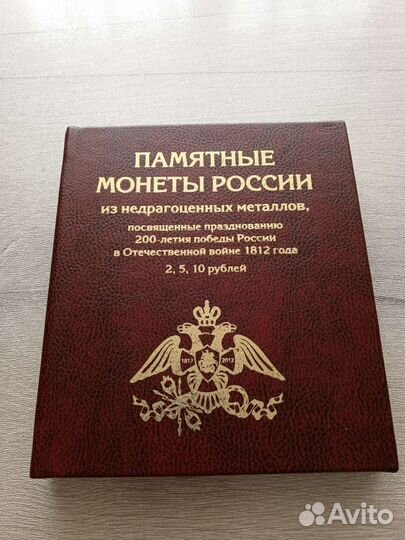 ПАМЯТНЫЕ
МОНЕТЫ РОССИИ
из недрагоценных металлов,
посвященные празднованию
200-летия победы России
в Отечественной войне 1812 года
2, 5, 10 рублей
1812 2012
Avito